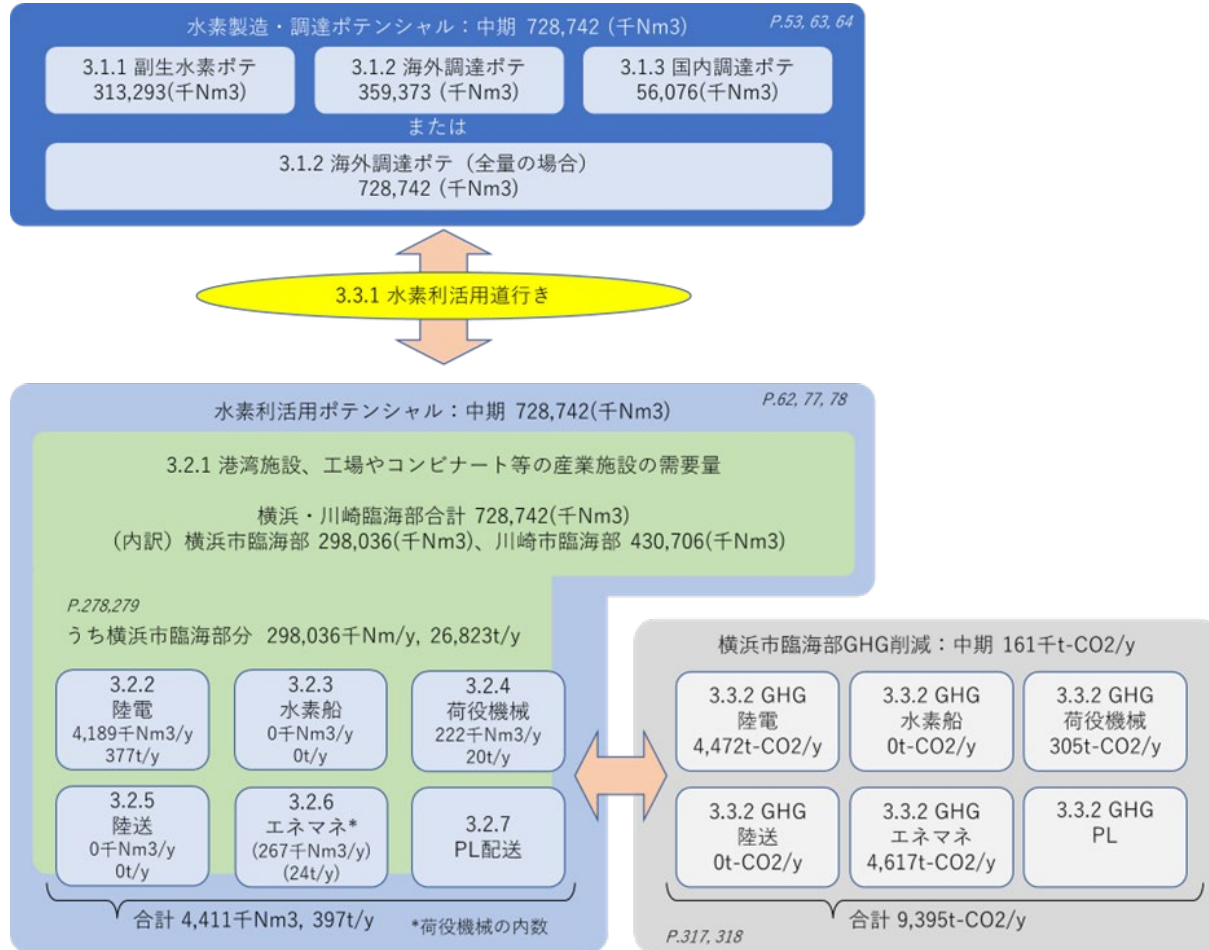 水素製造・調達ポテンシャル：中期 728,742 (千Nm3)
P.53, 63, 64
3.1.1 副生水素ポテ
313,293(千Nm3)
3.1.2 海外調達ポテ
359,373 (千Nm3)
3.1.3 国内調達ポテ
56,076(千Nm3)
または
3.1.2 海外調達ポテ（全量の場合）
728,742 (千Nm3)
3.3.1 水素利活用道行き
水素利活用ポテンシャル：中期 728,742(千Nm3)
P.62, 77, 78
3.2.1 港湾施設、工場やコンビナート等の産業施設の需要量
横浜・川崎臨海部合計 728,742(千Nm3)
（内訳）横浜市臨海部 298,036(千Nm3)、川崎市臨海部 430,706(千Nm3)
P.278,279
うち横浜市臨海部分 298,036千Nm/y, 26,823t/y
3.2.2
陸電
4,189千Nm3/y
377t/y
3.2.3
水素船
0千Nm3/y
0t/y
3.2.4
荷役機械
222千Nm3/y
20t/y
3.2.5
陸送
0千Nm3/y
0t/y
3.2.6
エネマネ*
(267千Nm3/y)
(24t/y)
3.2.7
PL配送
合計 4,411千Nm3, 397t/y
*荷役機械の内数
横浜市臨海部GHG削減：中期 161千t-CO2/y
3.3.2 GHG
陸電
4,472t-CO2/y
3.3.2 GHG
水素船
0t-CO2/y
3.3.2 GHG
荷役機械
305t-CO2/y
3.3.2 GHG
陸送
0t-CO2/y
3.3.2 GHG
エネマネ
4,617t-CO2/y
3.3.2 GHG
PL
合計 9,395t-CO2/y
P.317, 318